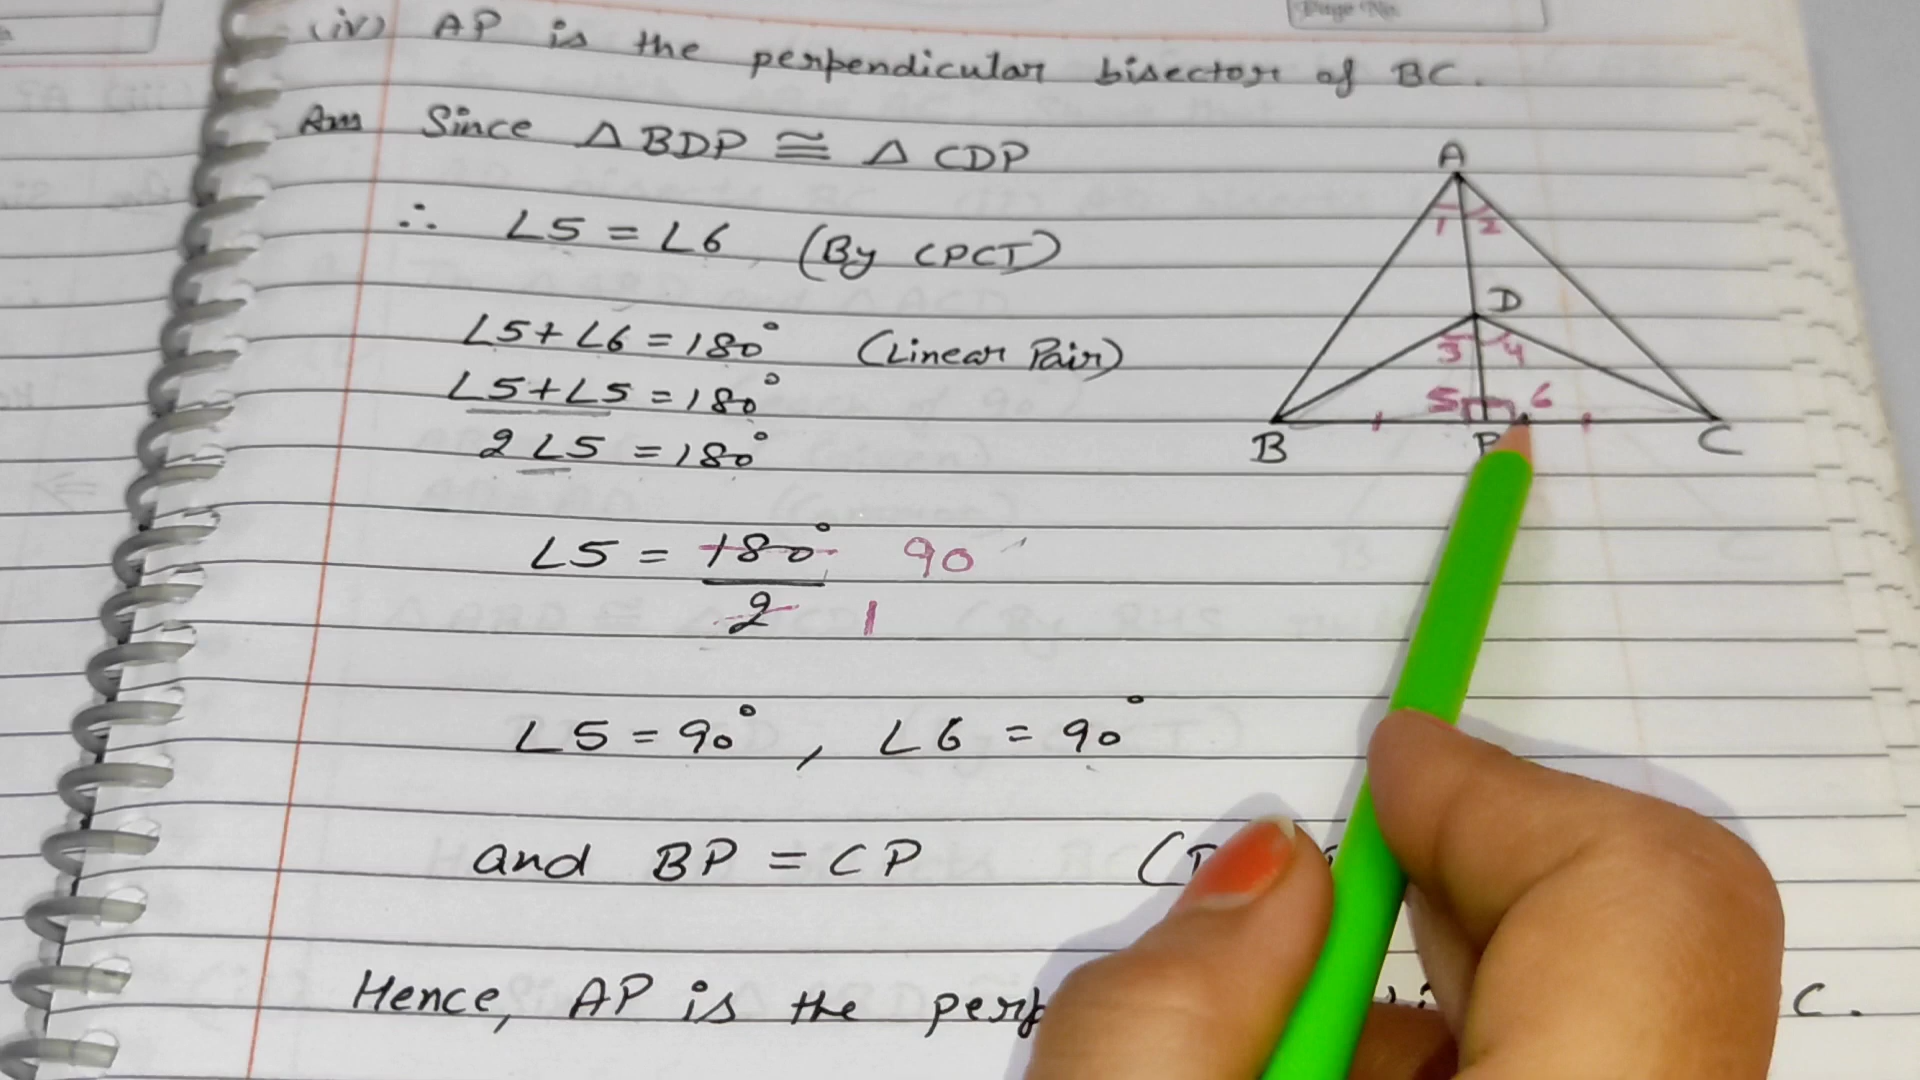 Page No.
(iv) AP is the perpendicular bisector of BC.
Ans Since △BDP ≅ △CDP
∴ ∠5 = ∠6 (By CPCT)
∠5+∠6=180° (Linear Pair)
∠5+∠5=180°
2∠5=180°
∠5 = 180° 90
2 1
∠5=90°, ∠6=90°
and BP=CP
Hence, AP is the C.
A
1 2
D
3 4
5 6
B P C